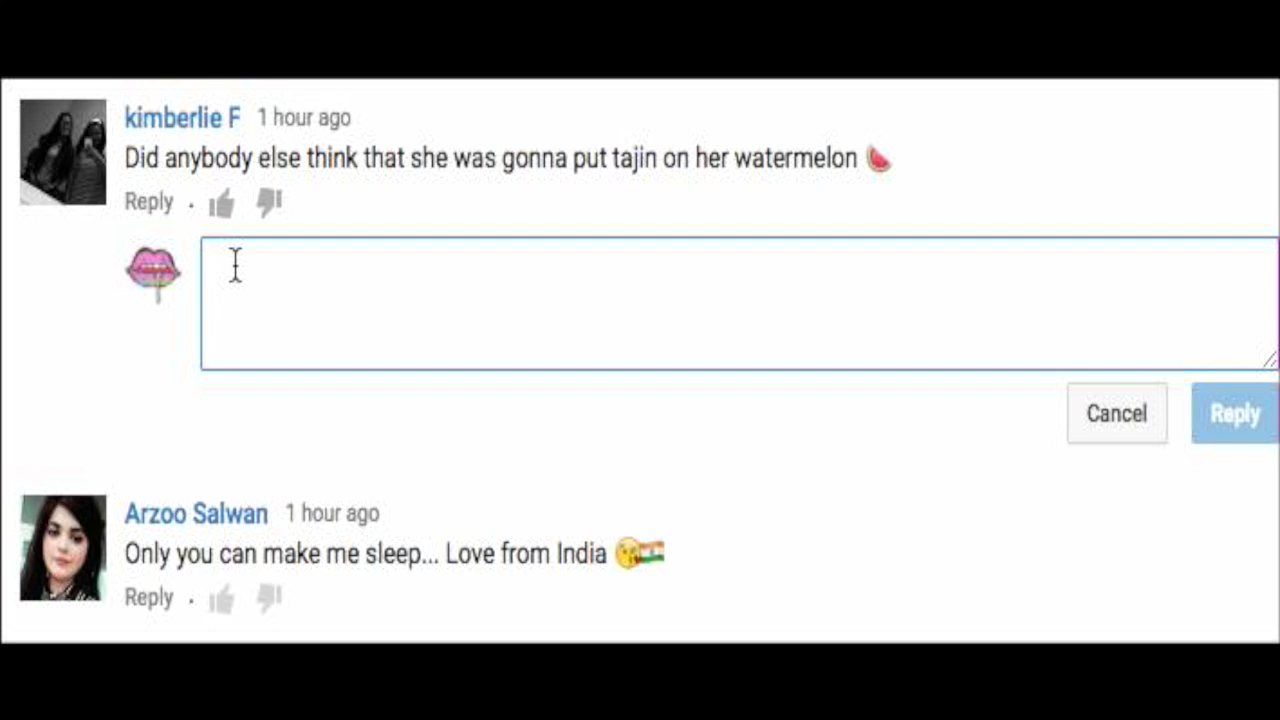 kimberlie F 1 hour ago
Did anybody else think that she was gonna put tajin on her watermelon 🍉
Reply .
Cancel Reply
Arzoo Salwan 1 hour ago
Only you can make me sleep... Love from India 😘🇮🇳
Reply .